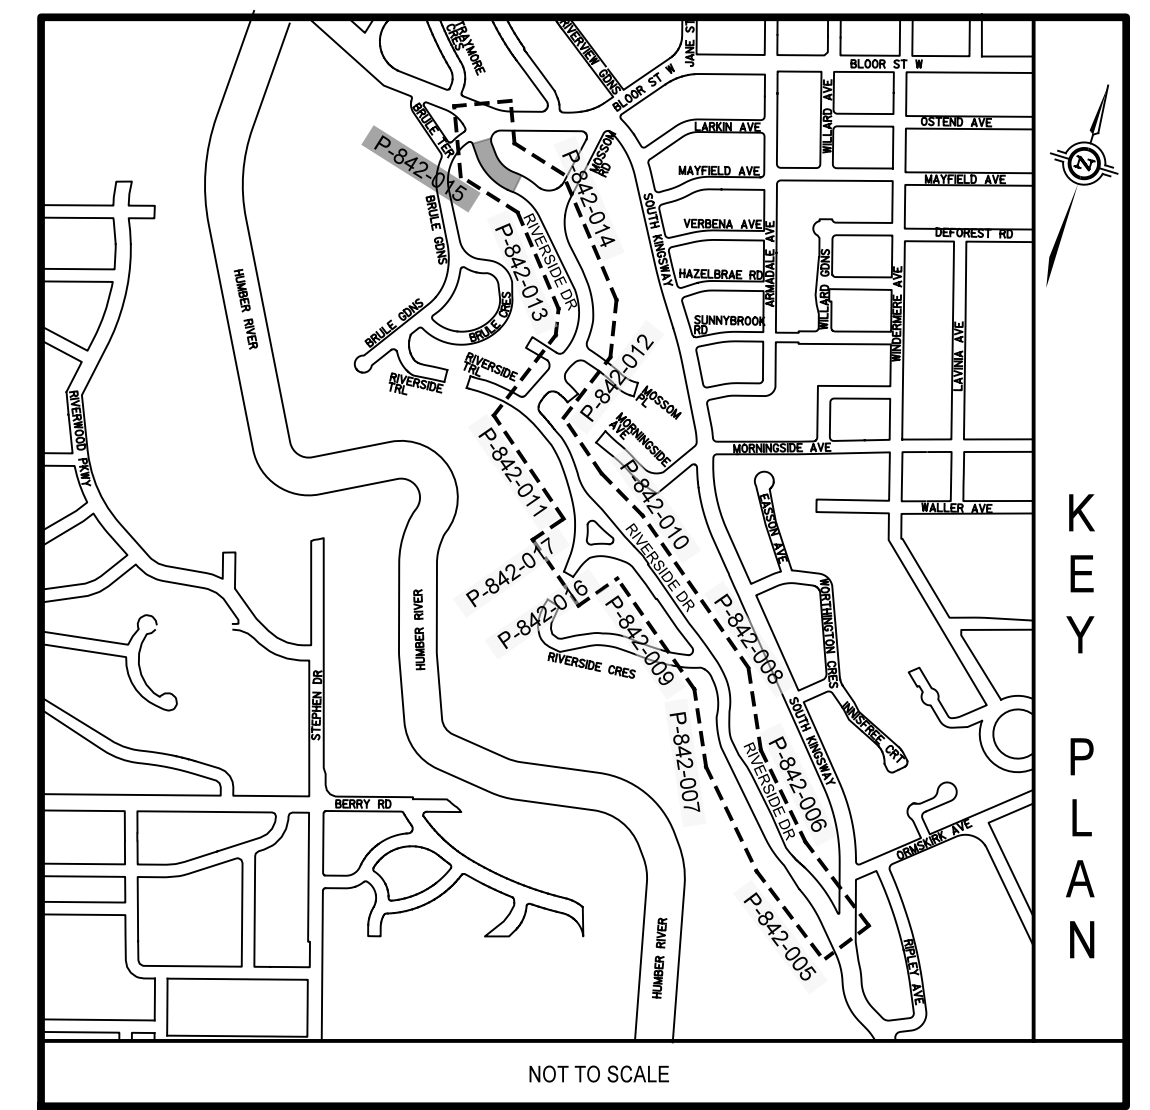 TRAYMORE
CRES
RIVERVIEW GDNS
JANE ST
BLOOR ST W
BLOOR ST W
BRULE TER
MOSSOM
RD
LARKIN AVE
WILLARD AVE
OSTEND AVE
P-842-015
P-842-014
MAYFIELD AVE
MAYFIELD AVE
N
BRULE GDNS
RIVERSIDE DR
P-842-013
SOUTH KINGSWAY
VERBENA AVE
ARMADALE AVE
DEFOREST RD
HUMBER RIVER
HAZELBRAE RD
WILLARD GDNS
WINDERMERE AVE
BRULE GDNS
BRULE CRES
SUNNYBROOK
RD
LAVINIA AVE
RIVERSIDE
TRL
RIVERSIDE
TRL
P-842-012
MOSSOM
PL
RIVERWOOD PKWY
MORNINGSIDE
AVE
MORNINGSIDE AVE
P-842-011
P-842-010
EASSON AVE
WALLER AVE
RIVERSIDE DR
P-842-017
P-842-016
HUMBER RIVER
P-842-009
P-842-008
WORTHINGTON CRES
RIVERSIDE CRES
STEPHEN DR
SOUTH KINGSWAY
INNISFREE CRT
P-842-007
RIVERSIDE DR
P-842-006
BERRY RD
ORMSKIRK AVE
P-842-005
HUMBER RIVER
RIPLEY AVE
KEY PLAN
NOT TO SCALE